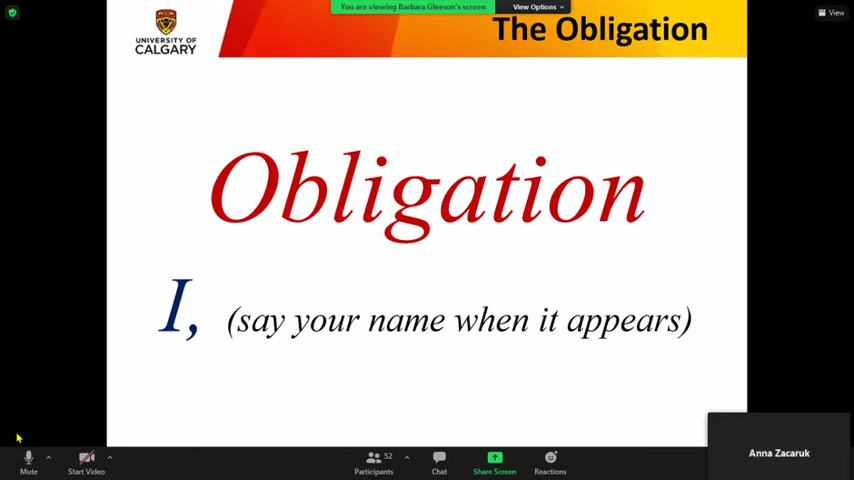 You are viewing Barbara Gleeson's screen
View Options
View
UNIVERSITY OF
CALGARY
The Obligation
Obligation
I, (say your name when it appears)
Anna Zacaruk
Mute
Start Video
52
Participants
Chat
Share Screen
Reactions